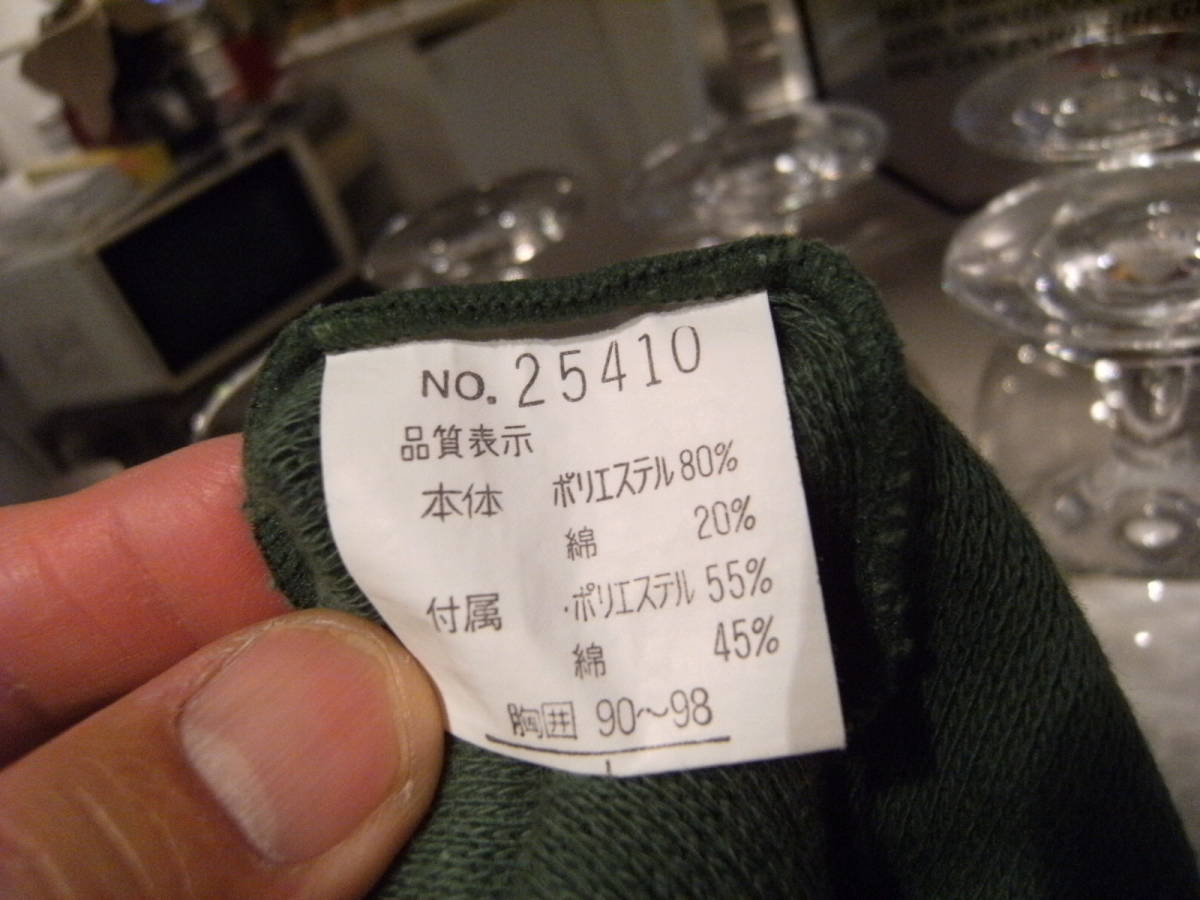 NO. 25410
品質表示
本体 ポリエステル 80%
綿 20%
付属 ・ポリエステル 55%
綿 45%
胸囲 90〜98